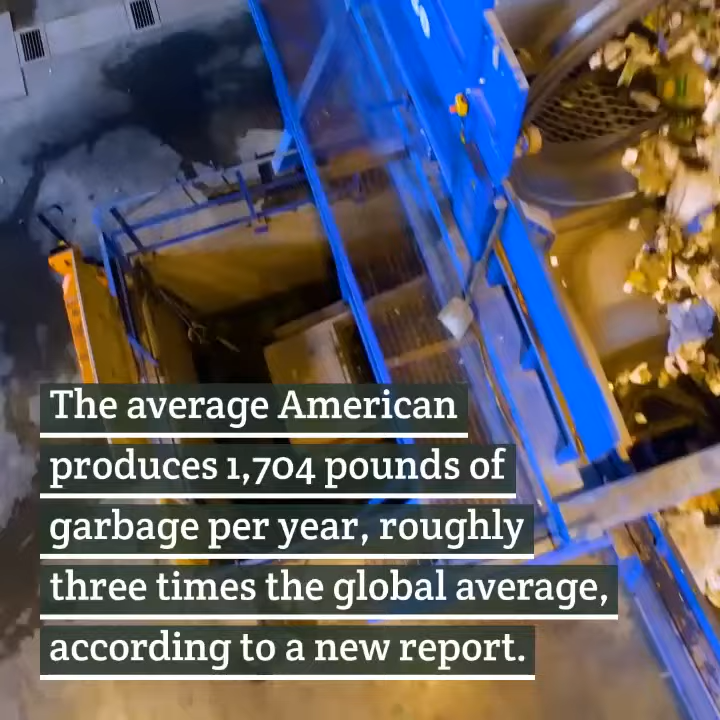 The average American
produces 1,704 pounds of
garbage per year, roughly
three times the global average,
according to a new report.